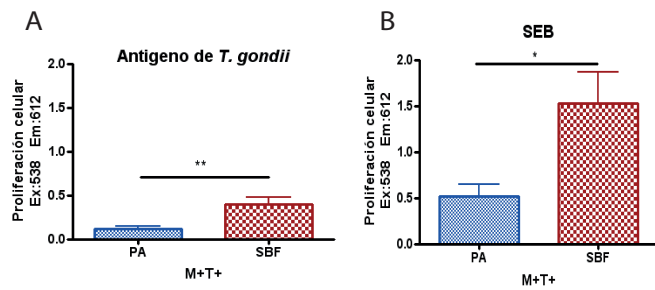 A
Antigeno de T. gondii
Proliferación celular
Ex:538 Em:612
2.0
1.5
1.0
0.5
0.0
**
PA
SBF
M+T+
B
SEB
Proliferación celular
Ex:538 Em:612
2.0
1.5
1.0
0.5
0.0
*
PA
SBF
M+T+